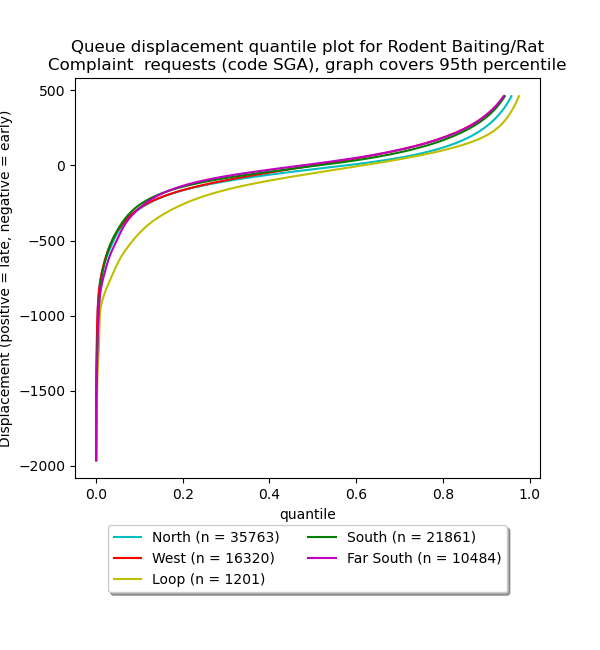 Queue displacement quantile plot for Rodent Baiting/Rat
Complaint  requests (code SGA), graph covers 95th percentile
Displacement (positive = late, negative = early)
500
0
−500
−1000
−1500
−2000
0.0 0.2 0.4 0.6 0.8 1.0
quantile
North (n = 35763)
West (n = 16320)
Loop (n = 1201)
South (n = 21861)
Far South (n = 10484)